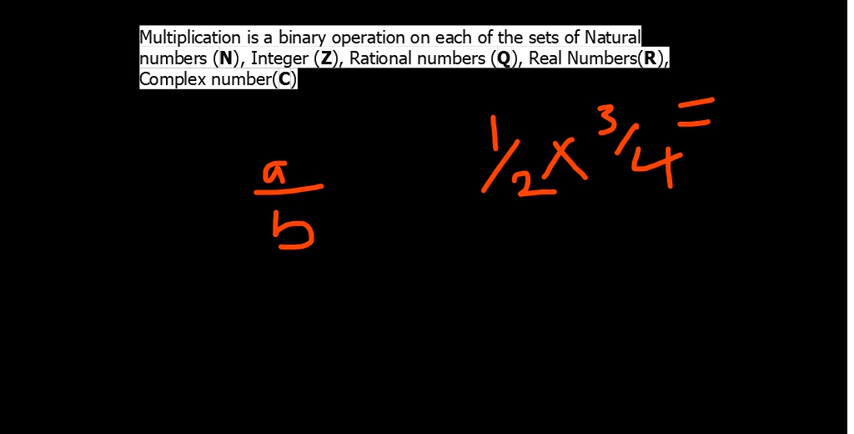 Multiplication is a binary operation on each of the sets of Natural
numbers (N), Integer (Z), Rational numbers (Q), Real Numbers(R),
Complex number(C)
a
b
1/2 x 3/4 =